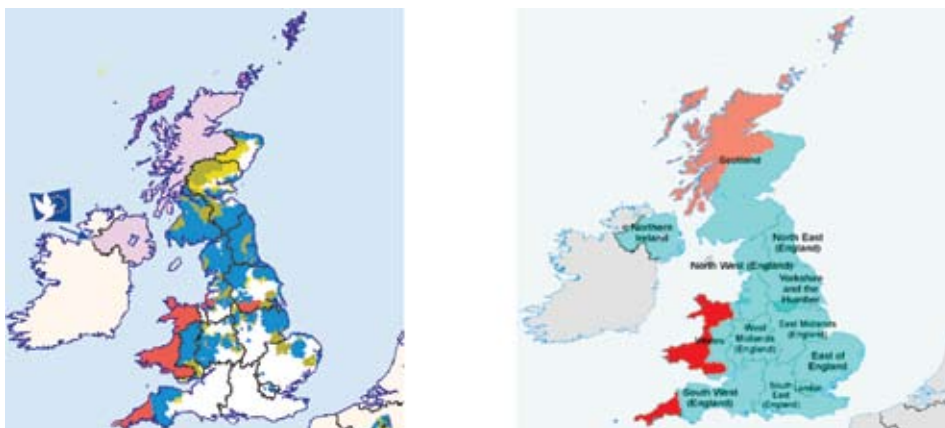 Scotland
Northern
Ireland
North East
(England)
North West (England)
Yorkshire
and the
Humber
East Midlands
(England)
West
Midlands
(England)
Wales
East of
England
South West
(England)
South
East
(England)
London